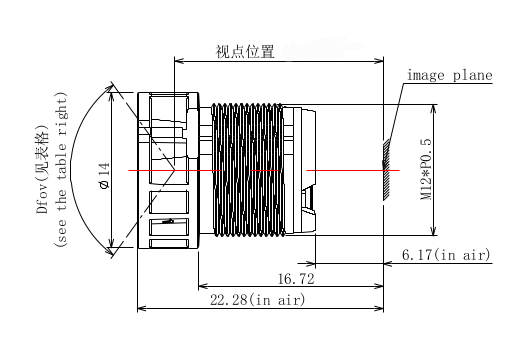 视点位置
image plane
Dfov(见表格)
(see the table right)
Ø14
M12*P0.5
6.17(in air)
16.72
22.28(in air)